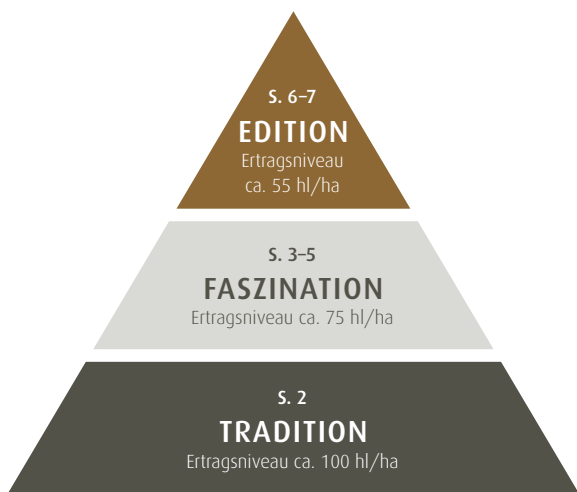 S. 6–7
EDITION
Ertragsniveau
ca. 55 hl/ha
S. 3–5
FASZINATION
Ertragsniveau ca. 75 hl/ha
S. 2
TRADITION
Ertragsniveau ca. 100 hl/ha